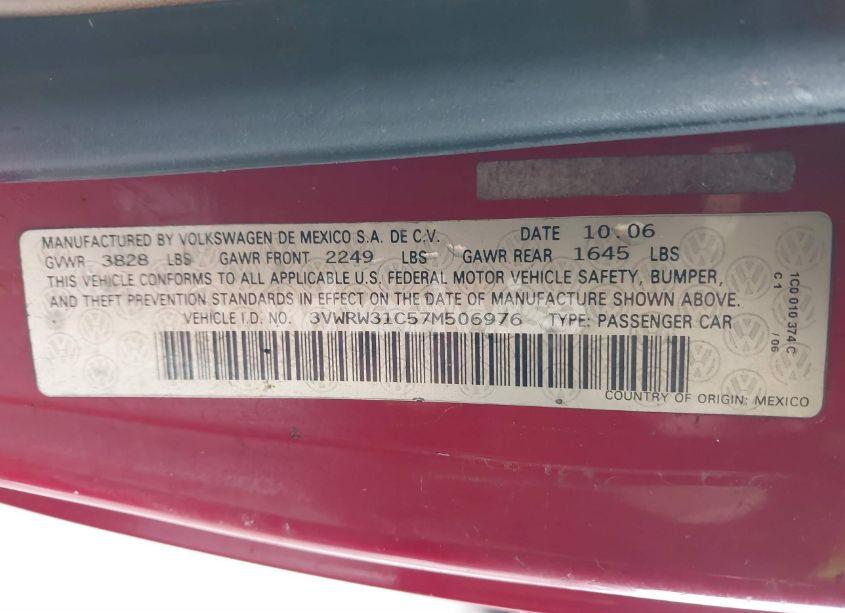 MANUFACTURED BY VOLKSWAGEN DE MEXICO S.A. DE C.V. DATE 10.06
GVWR 3828 LBS GAWR FRONT 2249 LBS GAWR REAR 1645 LBS
THIS VEHICLE CONFORMS TO ALL APPLICABLE U.S. FEDERAL MOTOR VEHICLE SAFETY, BUMPER,
AND THEFT PREVENTION STANDARDS IN EFFECT ON THE DATE OF MANUFACTURE SHOWN ABOVE.
VEHICLE I.D. NO. 3VWRW31C57M506976 TYPE: PASSENGER CAR
COUNTRY OF ORIGIN: MEXICO
1C0 010 374 C
C 1 / 06